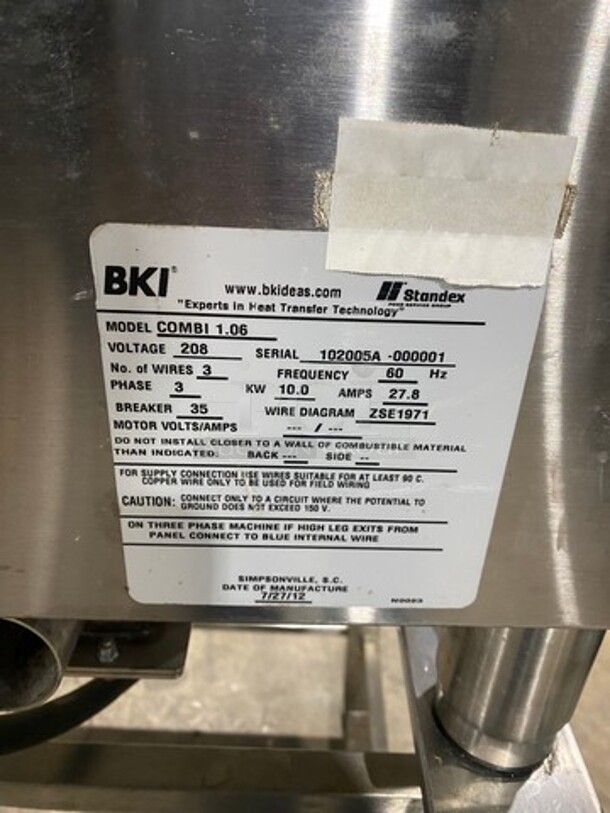 BKI® www.bkideas.com Standex
FOOD SERVICE GROUP
"Experts in Heat Transfer Technology"
MODEL COMBI 1.06
VOLTAGE 208 SERIAL 102005A -000001
No. of WIRES 3 FREQUENCY 60 Hz
PHASE 3 KW 10.0 AMPS 27.8
BREAKER 35 WIRE DIAGRAM ZSE1971
MOTOR VOLTS/AMPS --- / ---
DO NOT INSTALL CLOSER TO A WALL OF COMBUSTIBLE MATERIAL
THAN INDICATED: BACK --- SIDE --
FOR SUPPLY CONNECTION USE WIRES SUITABLE FOR AT LEAST 90 C.
COPPER WIRE ONLY TO BE USED FOR FIELD WIRING
CAUTION: CONNECT ONLY TO A CIRCUIT WHERE THE POTENTIAL TO
GROUND DOES NOT EXCEED 150 V.
ON THREE PHASE MACHINE IF HIGH LEG EXITS FROM
PANEL CONNECT TO BLUE INTERNAL WIRE
SIMPSONVILLE, S.C.
DATE OF MANUFACTURE
7/27/12